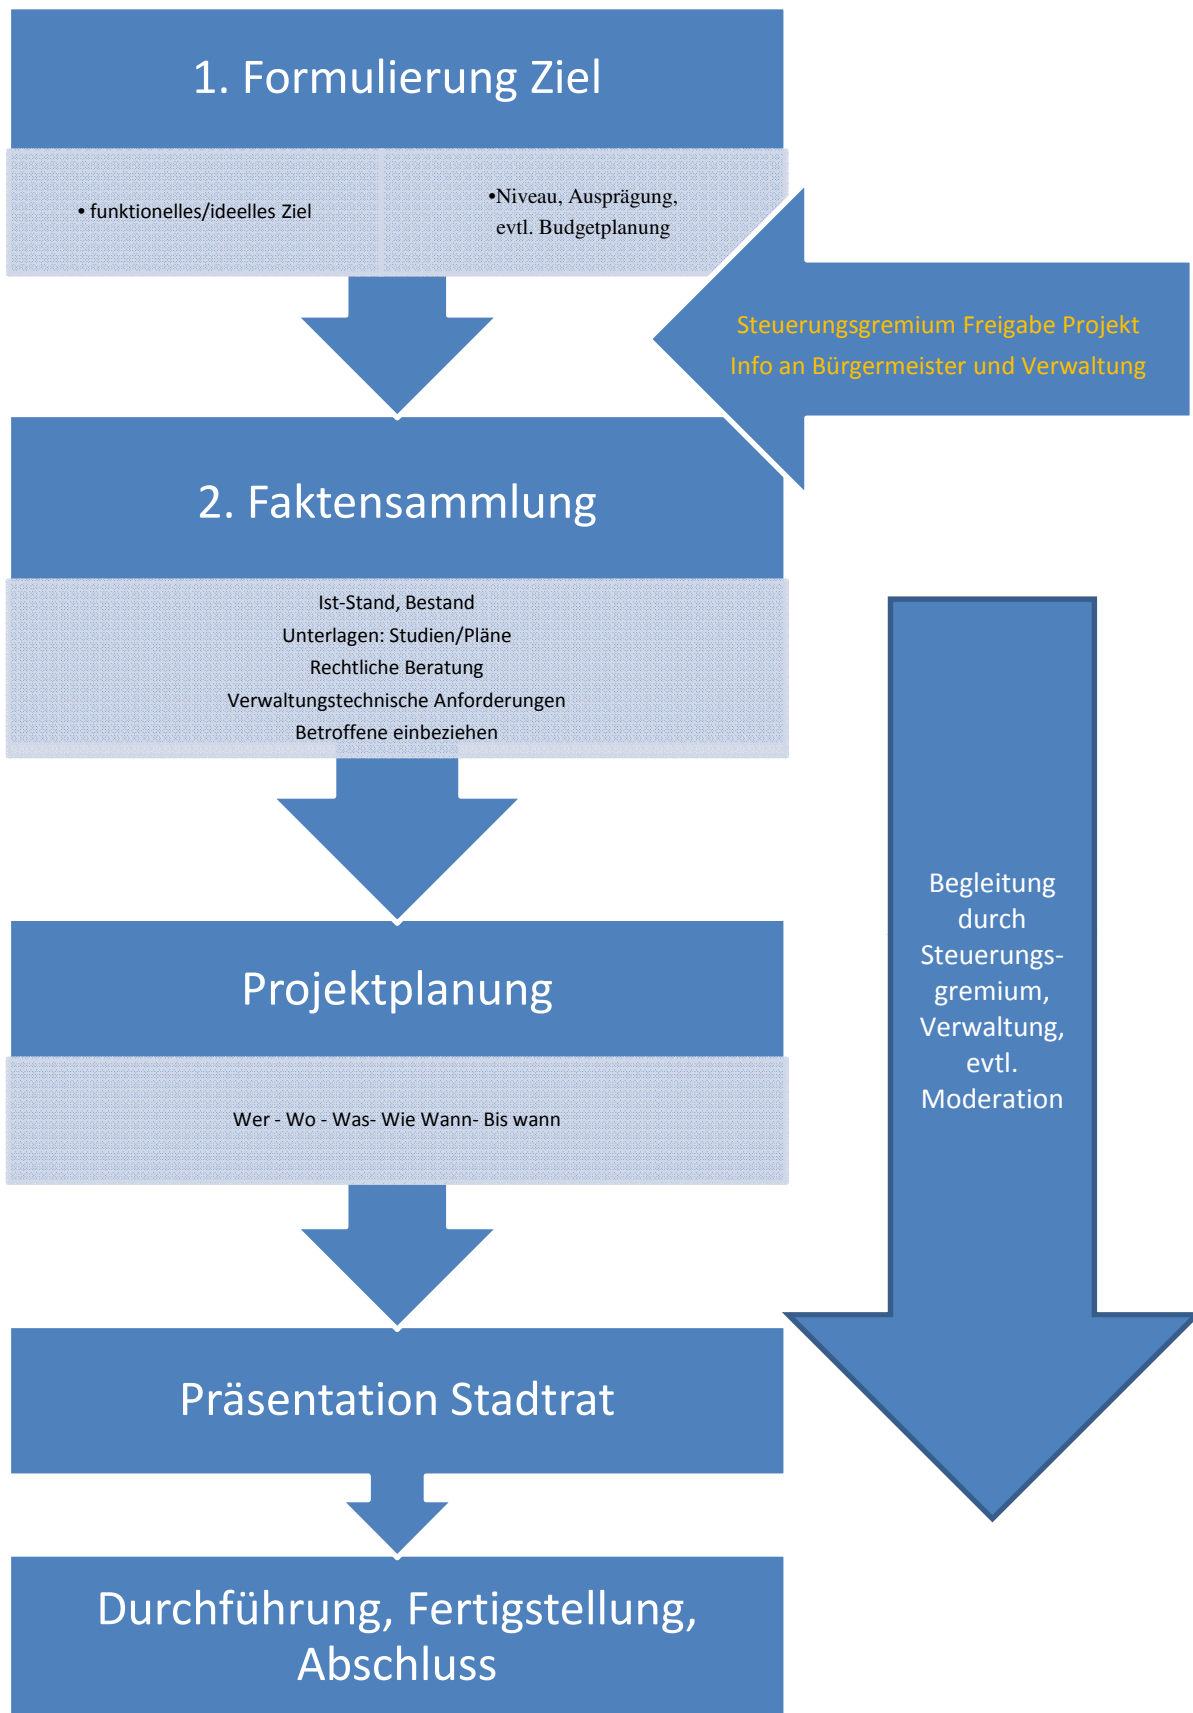 1. Formulierung Ziel
• funktionelles/ideelles Ziel
•Niveau, Ausprägung,
evtl. Budgetplanung
Steuerungsgremium Freigabe Projekt
Info an Bürgermeister und Verwaltung
2. Faktensammlung
Ist-Stand, Bestand
Unterlagen: Studien/Pläne
Rechtliche Beratung
Verwaltungstechnische Anforderungen
Betroffene einbeziehen
Begleitung
durch
Steuerungs-
gremium,
Verwaltung,
evtl.
Moderation
Projektplanung
Wer - Wo - Was- Wie Wann- Bis wann
Präsentation Stadtrat
Durchführung, Fertigstellung,
Abschluss